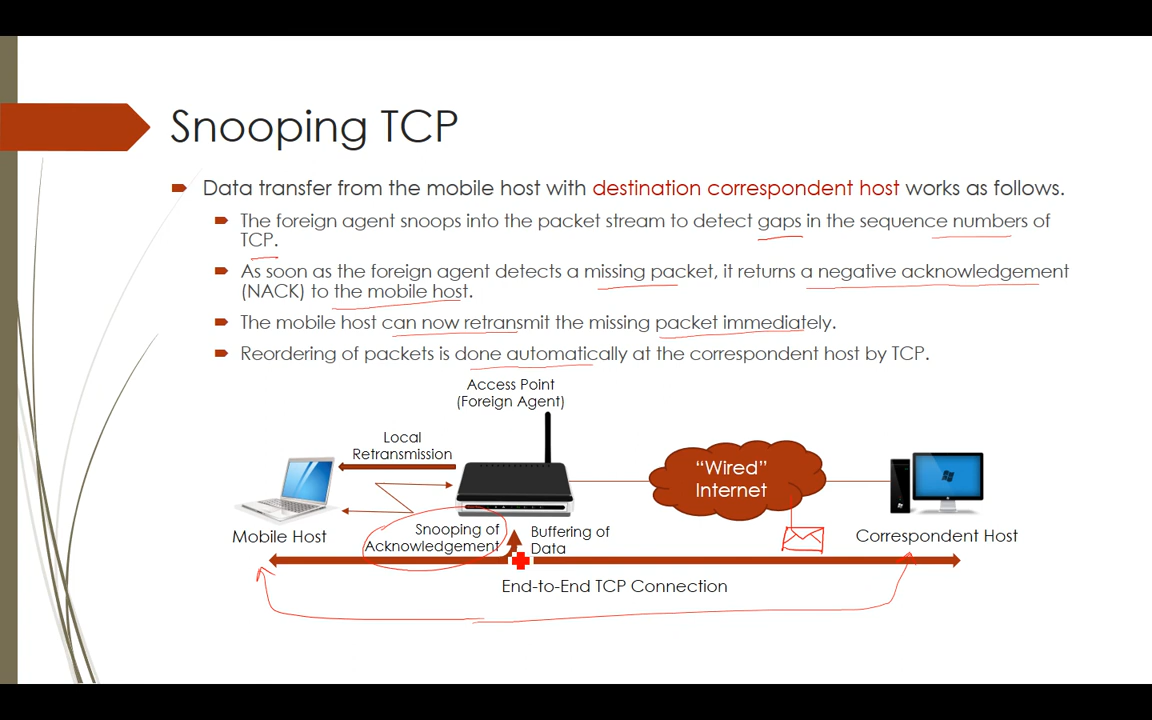 Snooping TCP
Data transfer from the mobile host with destination correspondent host works as follows.
The foreign agent snoops into the packet stream to detect gaps in the sequence numbers of
TCP.
As soon as the foreign agent detects a missing packet, it returns a negative acknowledgement
(NACK) to the mobile host.
The mobile host can now retransmit the missing packet immediately.
Reordering of packets is done automatically at the correspondent host by TCP.
Access Point
(Foreign Agent)
Local
Retransmission
"Wired"
Internet
Mobile Host
Snooping of
Acknowledgement
Buffering of
Data
Correspondent Host
End-to-End TCP Connection